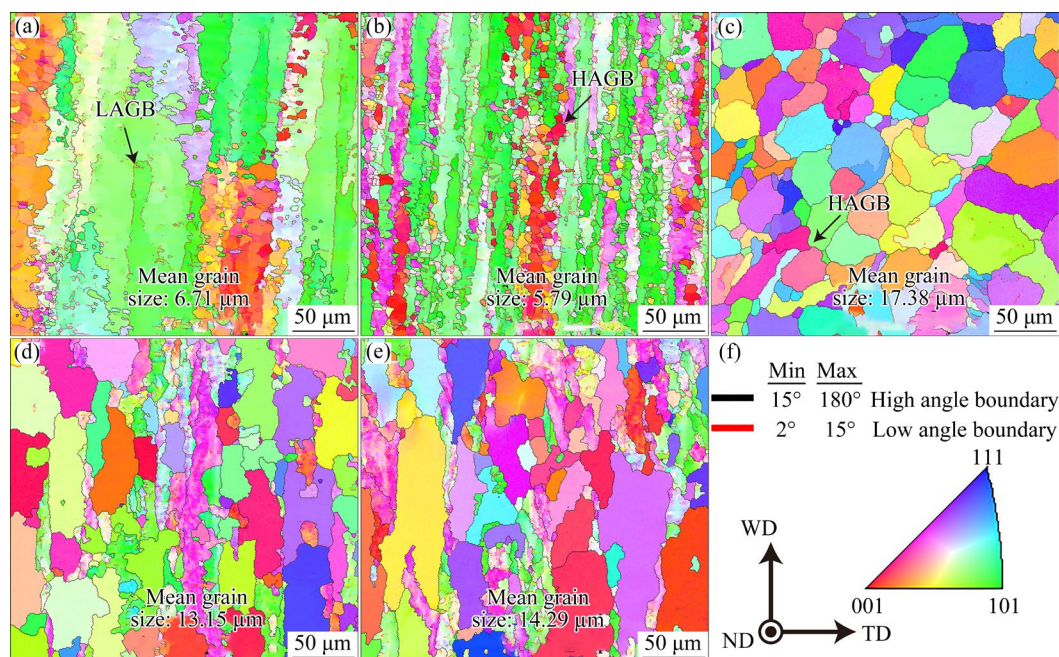 (a)
LAGB
Mean grain
size: 6.71 μm
50 μm
(b)
HAGB
Mean grain
size: 5.79 μm
50 μm
(c)
HAGB
Mean grain
size: 17.38 μm
50 μm
(d)
Mean grain
size: 13.15 μm
50 μm
(e)
Mean grain
size: 14.29 μm
50 μm
(f)
Min Max
15° 180° High angle boundary
2° 15° Low angle boundary
111
001 101
WD
ND TD